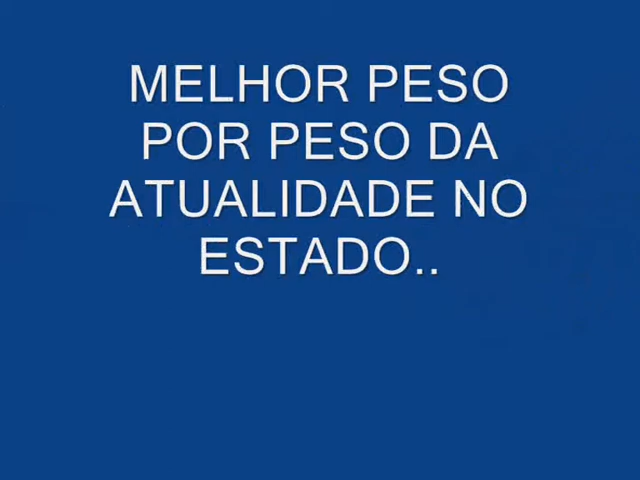 MELHOR PESO
POR PESO DA
ATUALIDADE NO
ESTADO..